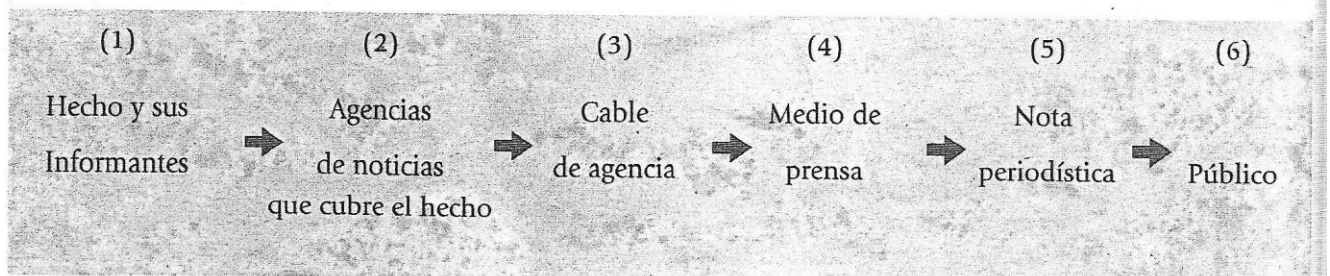 (1) (2) (3) (4) (5) (6)
Hecho y sus
Informantes
Agencias
de noticias
que cubre el hecho
Cable
de agencia
Medio de
prensa
Nota
periodística
Público